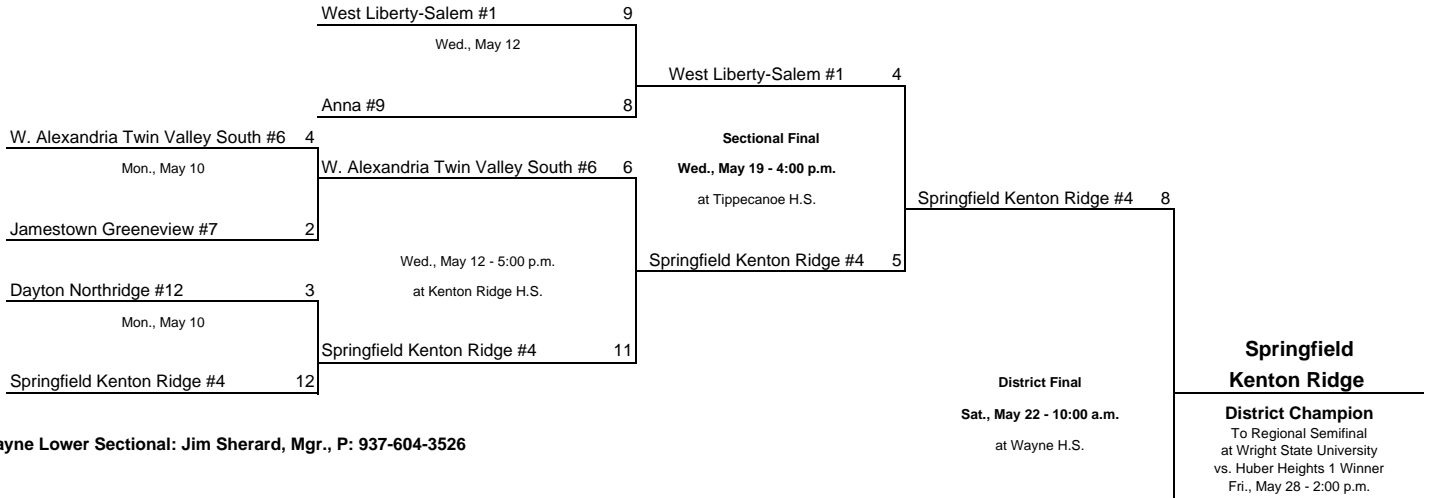 West Liberty-Salem #1 9
Wed., May 12
West Liberty-Salem #1 4
Anna #9 8
W. Alexandria Twin Valley South #6 4
Sectional Final
Mon., May 10
W. Alexandria Twin Valley South #6 6
Wed., May 19 - 4:00 p.m.
at Tippecanoe H.S.
Springfield Kenton Ridge #4 8
Jamestown Greeneview #7 2
Wed., May 12 - 5:00 p.m.
Springfield Kenton Ridge #4 5
Dayton Northridge #12 3
at Kenton Ridge H.S.
Mon., May 10
Springfield Kenton Ridge #4 11
Springfield
Springfield Kenton Ridge #4 12
District Final
Kenton Ridge
Sat., May 22 - 10:00 a.m.
District Champion
ayne Lower Sectional: Jim Sherard, Mgr., P: 937-604-3526
at Wayne H.S.
To Regional Semifinal
at Wright State University
vs. Huber Heights 1 Winner
Fri., May 28 - 2:00 p.m.